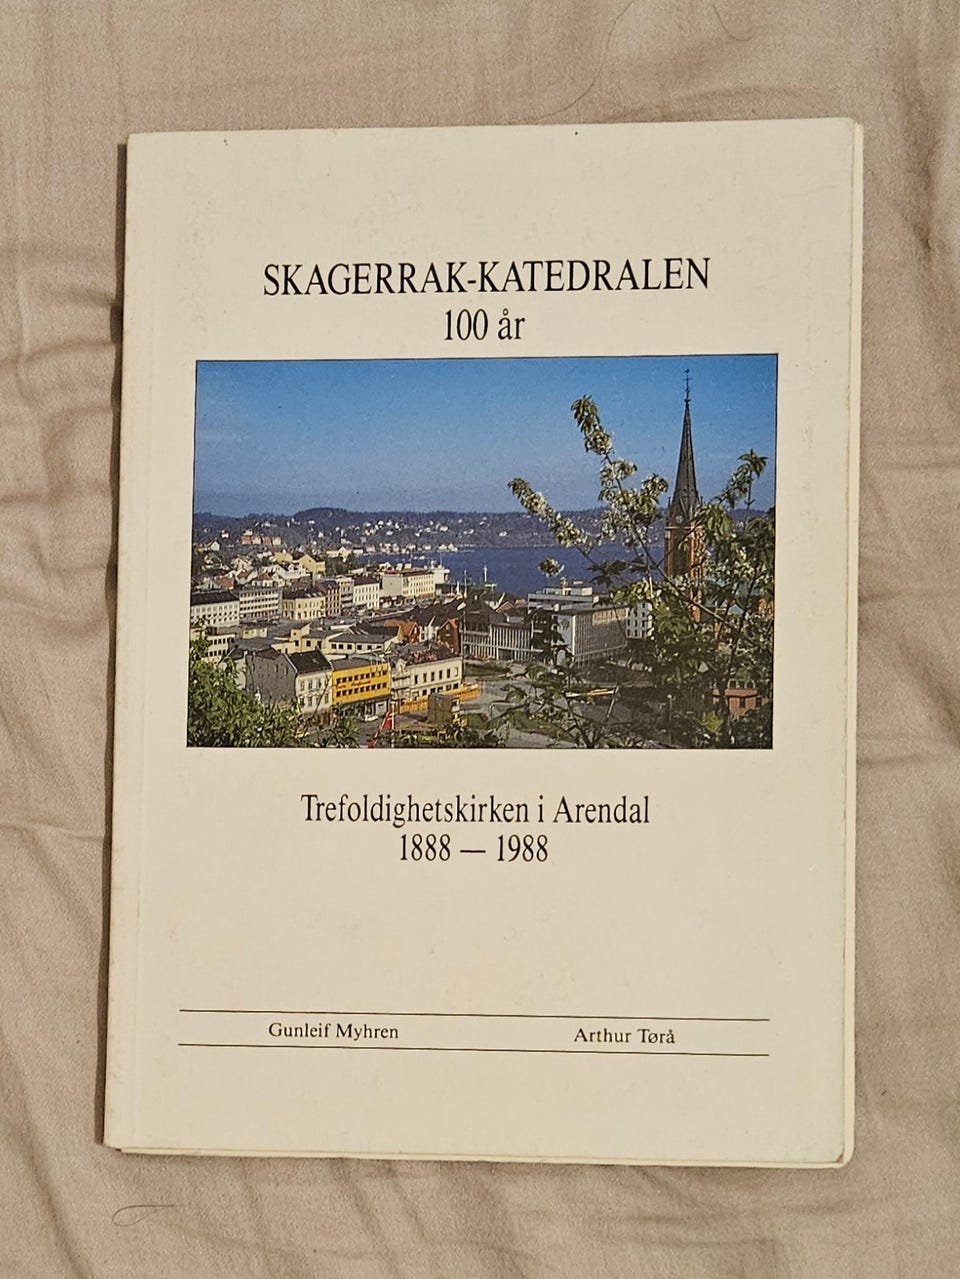 SKAGERRAK-KATEDRALEN
100 år
Trefoldighetskirken i Arendal
1888 — 1988
Gunleif Myhren
Arthur Tørå